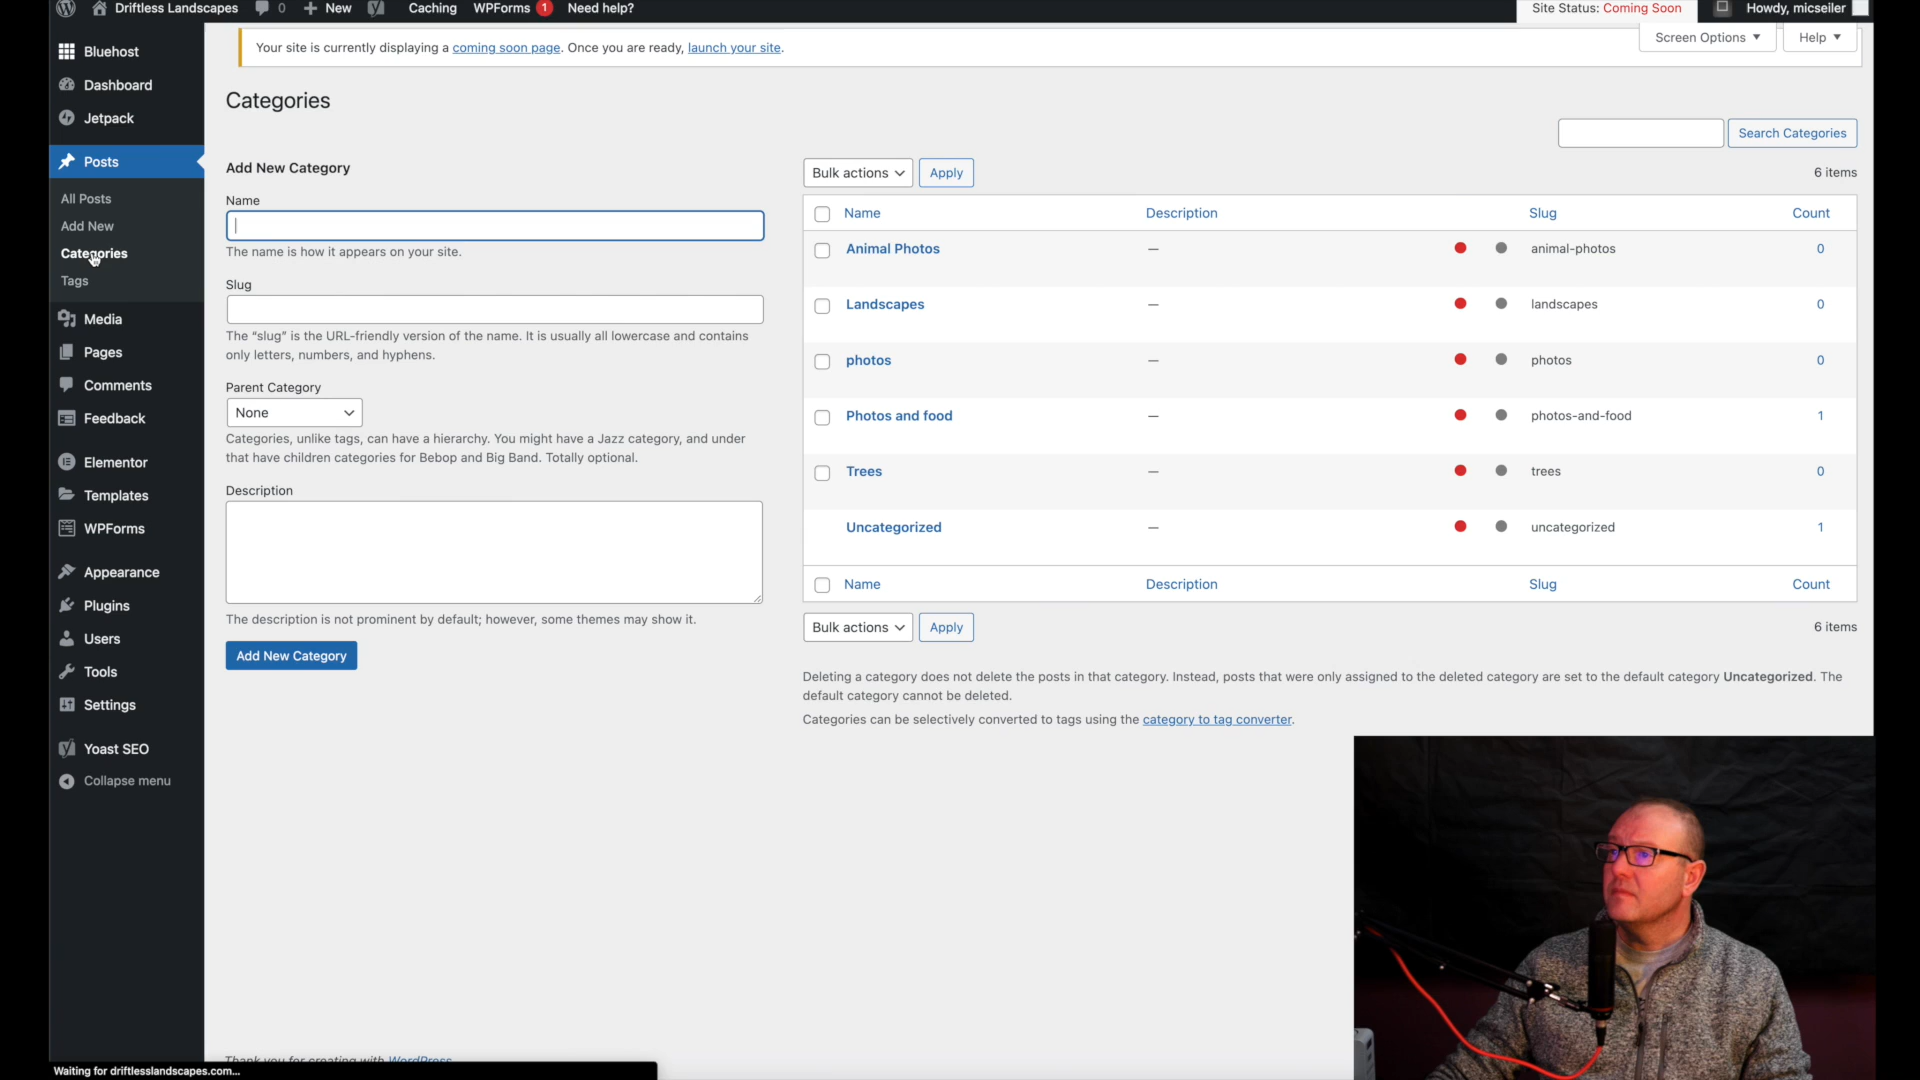 Driftless Landscapes 0 New Caching WPForms 1 Need help? Site Status: Coming Soon Howdy, micseiler
Your site is currently displaying a coming soon page. Once you are ready, launch your site.
Screen Options
Help
Bluehost
Dashboard
Jetpack
Posts
All Posts
Add New
Categories
Tags
Media
Pages
Comments
Feedback
Elementor
Templates
WPForms
Appearance
Plugins
Users
Tools
Settings
Yoast SEO
Collapse menu
Categories
Search Categories
Add New Category
Name
The name is how it appears on your site.
Slug
The “slug” is the URL-friendly version of the name. It is usually all lowercase and contains
only letters, numbers, and hyphens.
Parent Category
None
Categories, unlike tags, can have a hierarchy. You might have a Jazz category, and under
that have children categories for Bebop and Big Band. Totally optional.
Description
The description is not prominent by default; however, some themes may show it.
Add New Category
Bulk actions Apply 6 items
Name Description Slug Count
Animal Photos — animal-photos 0
Landscapes — landscapes 0
photos — photos 0
Photos and food — photos-and-food 1
Trees — trees 0
Uncategorized — uncategorized 1
Name Description Slug Count
Bulk actions Apply 6 items
Deleting a category does not delete the posts in that category. Instead, posts that were only assigned to the deleted category are set to the default category Uncategorized. The
default category cannot be deleted.
Categories can be selectively converted to tags using the category to tag converter.
Thank you for creating with WordPress
Waiting for driftlesslandscapes.com...